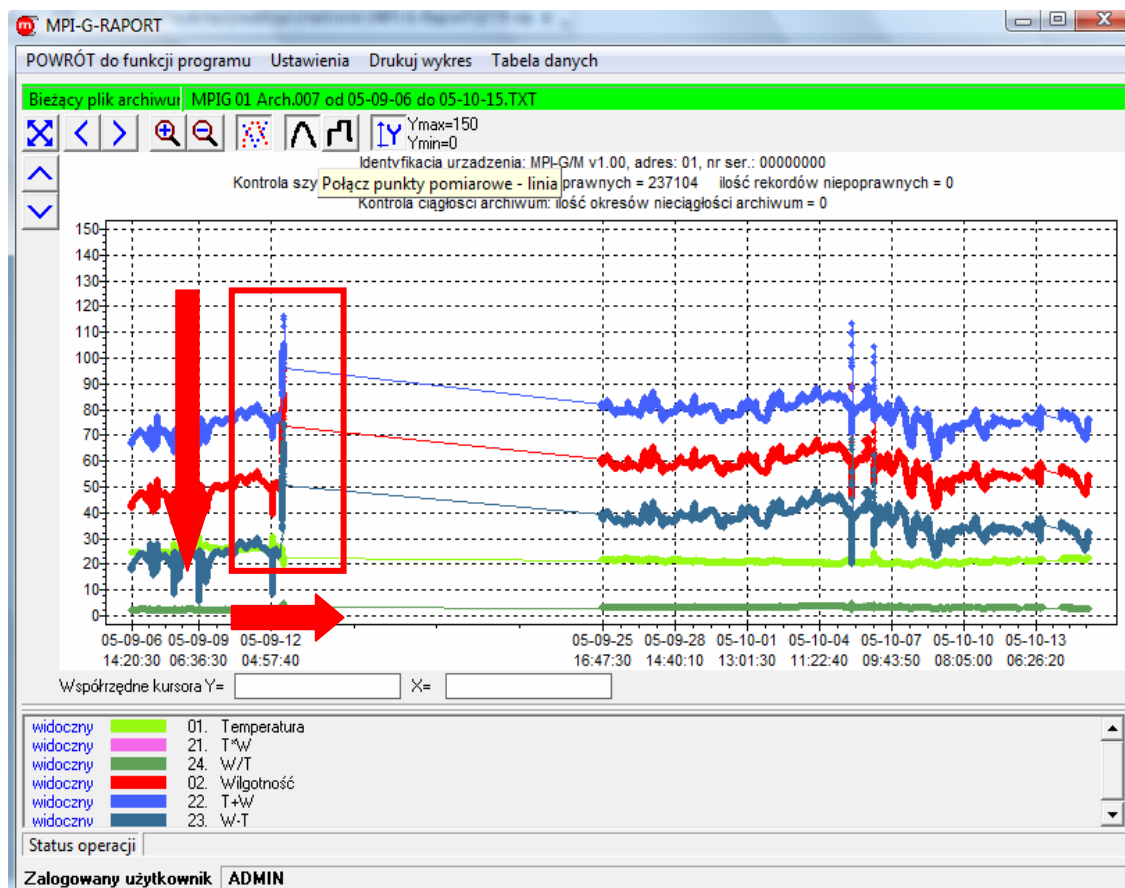 MPI-G-RAPORT
POWRÓT do funkcji programu Ustawienia Drukuj wykres Tabela danych
Bieżący plik archiwum MPIG 01 Arch.007 od 05-09-06 do 05-10-15.TXT
Ymax=150
Ymin=0
Identyfikacja urzadzenia: MPI-G/M v1.00, adres: 01, nr ser.: 00000000
Kontrola szy Połącz punkty pomiarowe - linia prawnych = 237104 ilość rekordów niepoprawnych = 0
Kontrola ciągłości archiwum: ilość okresów nieciągłości archiwum = 0
150
140
130
120
110
100
90
80
70
60
50
40
30
20
10
0
05-09-06 05-09-09 05-09-12 05-09-25 05-09-28 05-10-01 05-10-04 05-10-07 05-10-10 05-10-13
14:20:30 06:36:30 04:57:40 16:47:30 14:40:10 13:01:30 11:22:40 09:43:50 08:05:00 06:26:20
Współrzędne kursora Y= X=
widoczny 01. Temperatura
widoczny 21. T*W
widoczny 24. W/T
widoczny 02. Wilgotność
widoczny 22. T+W
widoczny 23. W-T
Status operacji
Zalogowany użytkownik ADMIN